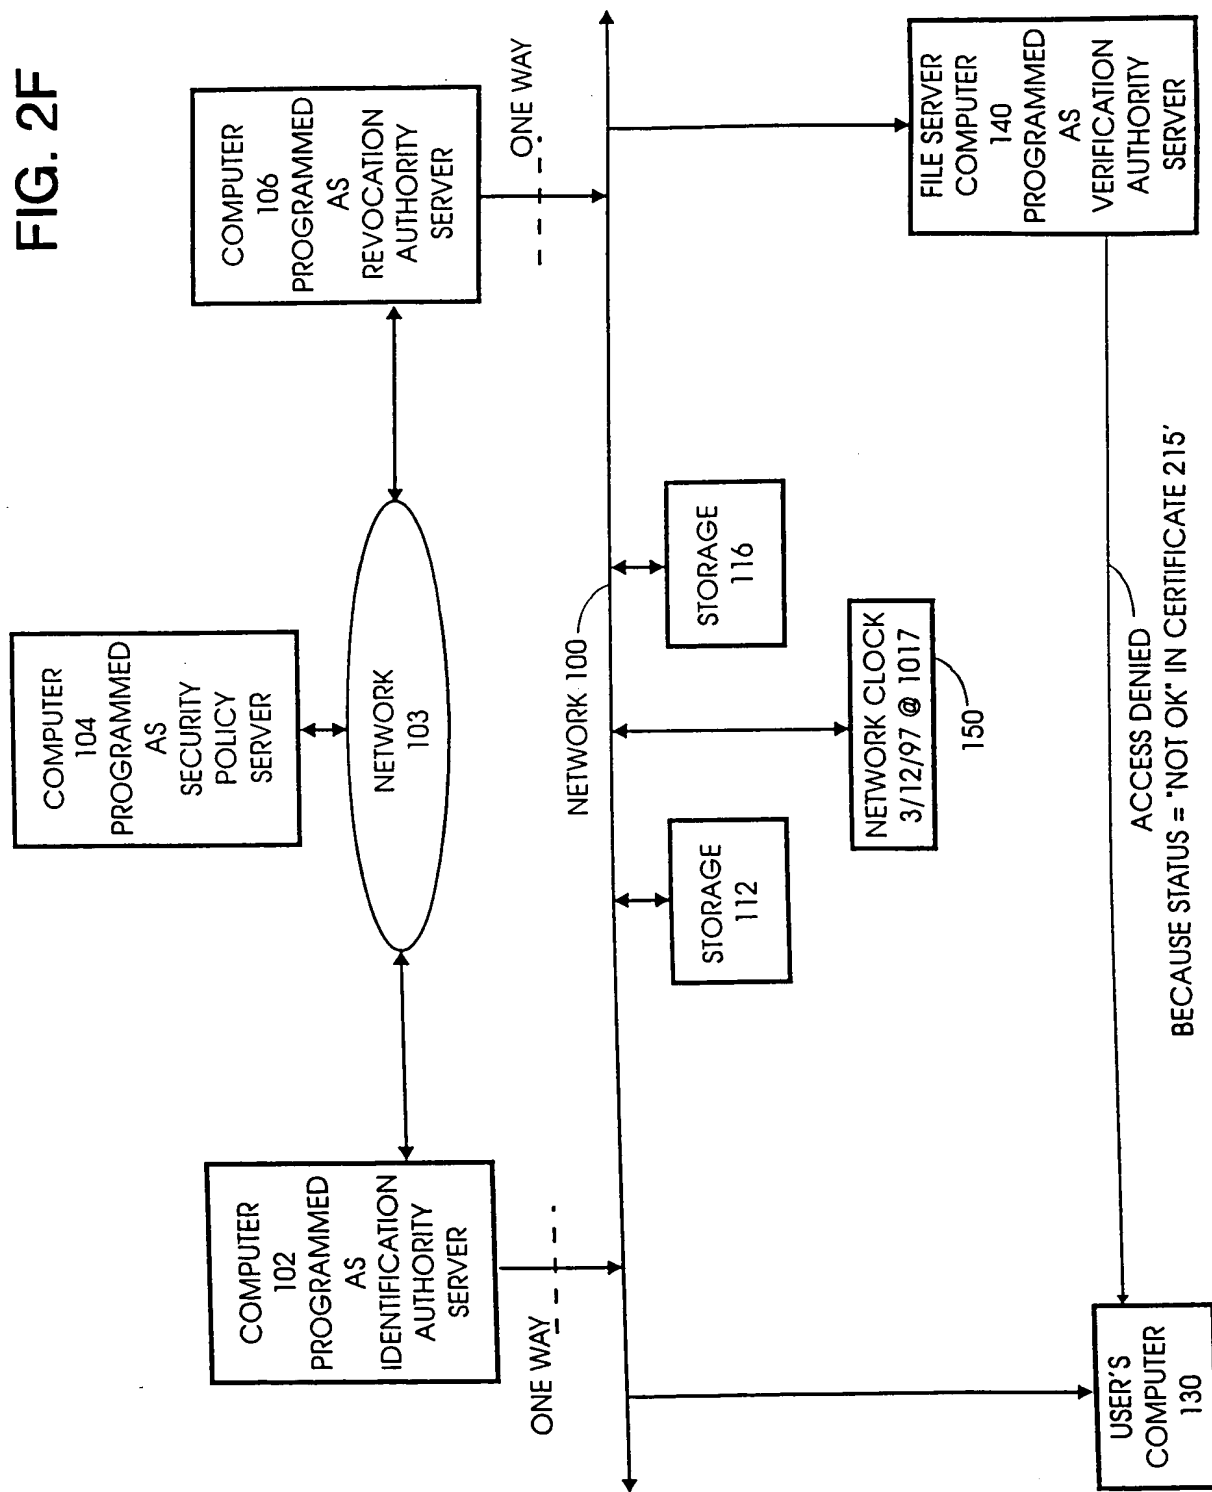 FIG. 2F
COMPUTER
104
PROGRAMMED
AS
SECURITY
POLICY
SERVER
COMPUTER
102
PROGRAMMED
AS
IDENTIFICATION
AUTHORITY
SERVER
NETWORK
103
COMPUTER
106
PROGRAMMED
AS
REVOCATION
AUTHORITY
SERVER
ONE WAY
ONE WAY
NETWORK 100
STORAGE
112
STORAGE
116
NETWORK CLOCK
3/12/97 @ 1017
150
FILE SERVER
COMPUTER
140
PROGRAMMED
AS
VERIFICATION
AUTHORITY
SERVER
USER'S
COMPUTER
130
ACCESS DENIED
BECAUSE STATUS = "NOT OK" IN CERTIFICATE 215'